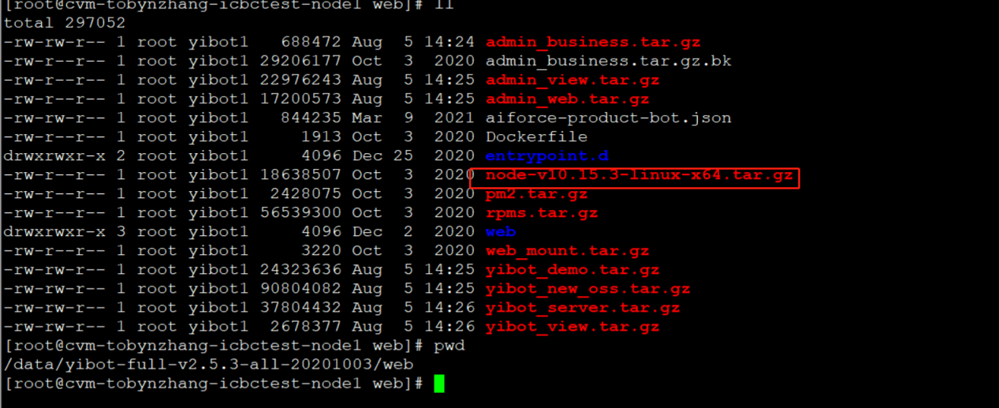 [root@cvm-tobynzhang-icbctest-node1 web]# ll
total 297052
-rw-rw-r-- 1 root yibot1   688472 Aug  5 14:24 admin_business.tar.gz
-rw-r--r-- 1 root yibot1 29206177 Oct  3  2020 admin_business.tar.gz.bk
-rw-rw-r-- 1 root yibot1 22976243 Aug  5 14:25 admin_view.tar.gz
-rw-rw-r-- 1 root yibot1 17200573 Aug  5 14:25 admin_web.tar.gz
-rw-rw-r-- 1 root yibot1   844235 Mar  9  2021 aiforce-product-bot.json
-rw-r--r-- 1 root yibot1     1913 Oct  3  2020 Dockerfile
drwxrwxr-x 2 root yibot1     4096 Dec 25  2020 entrypoint.d
-rw-r--r-- 1 root yibot1 18638507 Oct  3  2020 node-v10.15.3-linux-x64.tar.gz
-rw-r--r-- 1 root yibot1  2428075 Oct  3  2020 pm2.tar.gz
-rw-r--r-- 1 root yibot1 56539300 Oct  3  2020 rpms.tar.gz
drwxrwxr-x 3 root yibot1     4096 Dec  2  2020 web
-rw-r--r-- 1 root yibot1     3220 Oct  3  2020 web_mount.tar.gz
-rw-rw-r-- 1 root yibot1 24323636 Aug  5 14:25 yibot_demo.tar.gz
-rw-rw-r-- 1 root yibot1 90804082 Aug  5 14:25 yibot_new_oss.tar.gz
-rw-rw-r-- 1 root yibot1 37804432 Aug  5 14:26 yibot_server.tar.gz
-rw-rw-r-- 1 root yibot1  2678377 Aug  5 14:26 yibot_view.tar.gz
[root@cvm-tobynzhang-icbctest-node1 web]# pwd
/data/yibot-full-v2.5.3-all-20201003/web
[root@cvm-tobynzhang-icbctest-node1 web]#